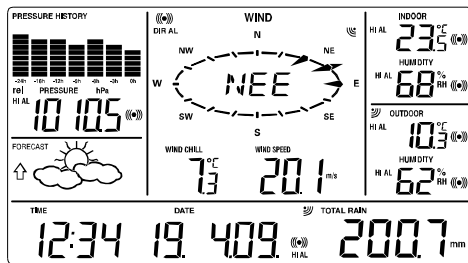 PRESSURE HISTORY
-24h -18h -12h -6h -4h -3h 0h
rel PRESSURE hPa
HI AL
10 10.5
FORECAST
DIR AL
WIND
N
NW NE
W NEE E
SW SE
S
WIND CHILL WIND SPEED
7.3 °C 20.1 m/s
INDOOR
HI AL 23.5 °C
HUMIDITY
HI AL 68 % RH
OUTDOOR
HI AL 10.3 °C
HUMIDITY
HI AL 62 % RH
TIME DATE TOTAL RAIN
12:34 19. 4.09. HI AL 200.7 mm